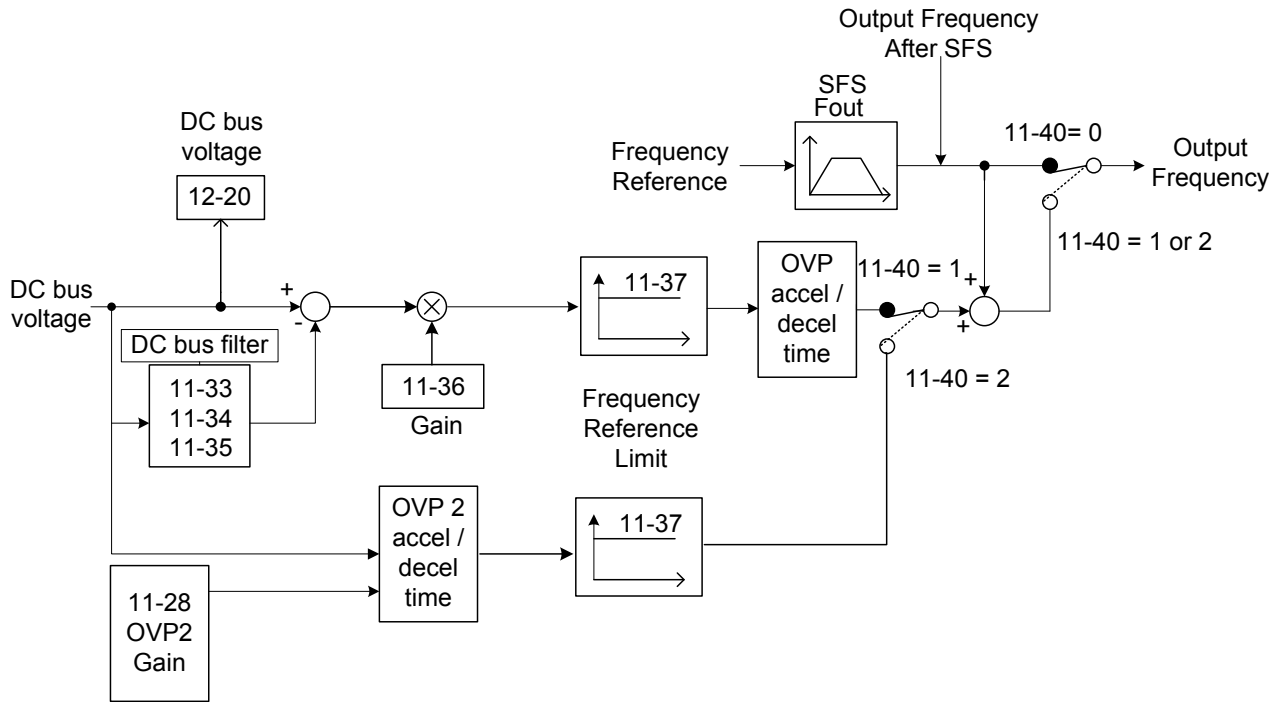 Output Frequency
After SFS
SFS
Fout
11-40= 0
Frequency
Reference
Output
Frequency
DC bus
voltage
12-20
11-40 = 1 or 2
DC bus
voltage
+
-
DC bus filter
11-33
11-34
11-35
11-36
Gain
11-37
OVP
accel /
decel
time
11-40 = 1
+
+
11-40 = 2
Frequency
Reference
Limit
OVP 2
accel /
decel
time
11-37
11-28
OVP2
Gain